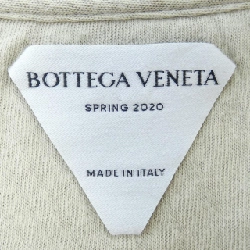 BOTTEGA VENETA
SPRING 2020
MADE IN ITALY